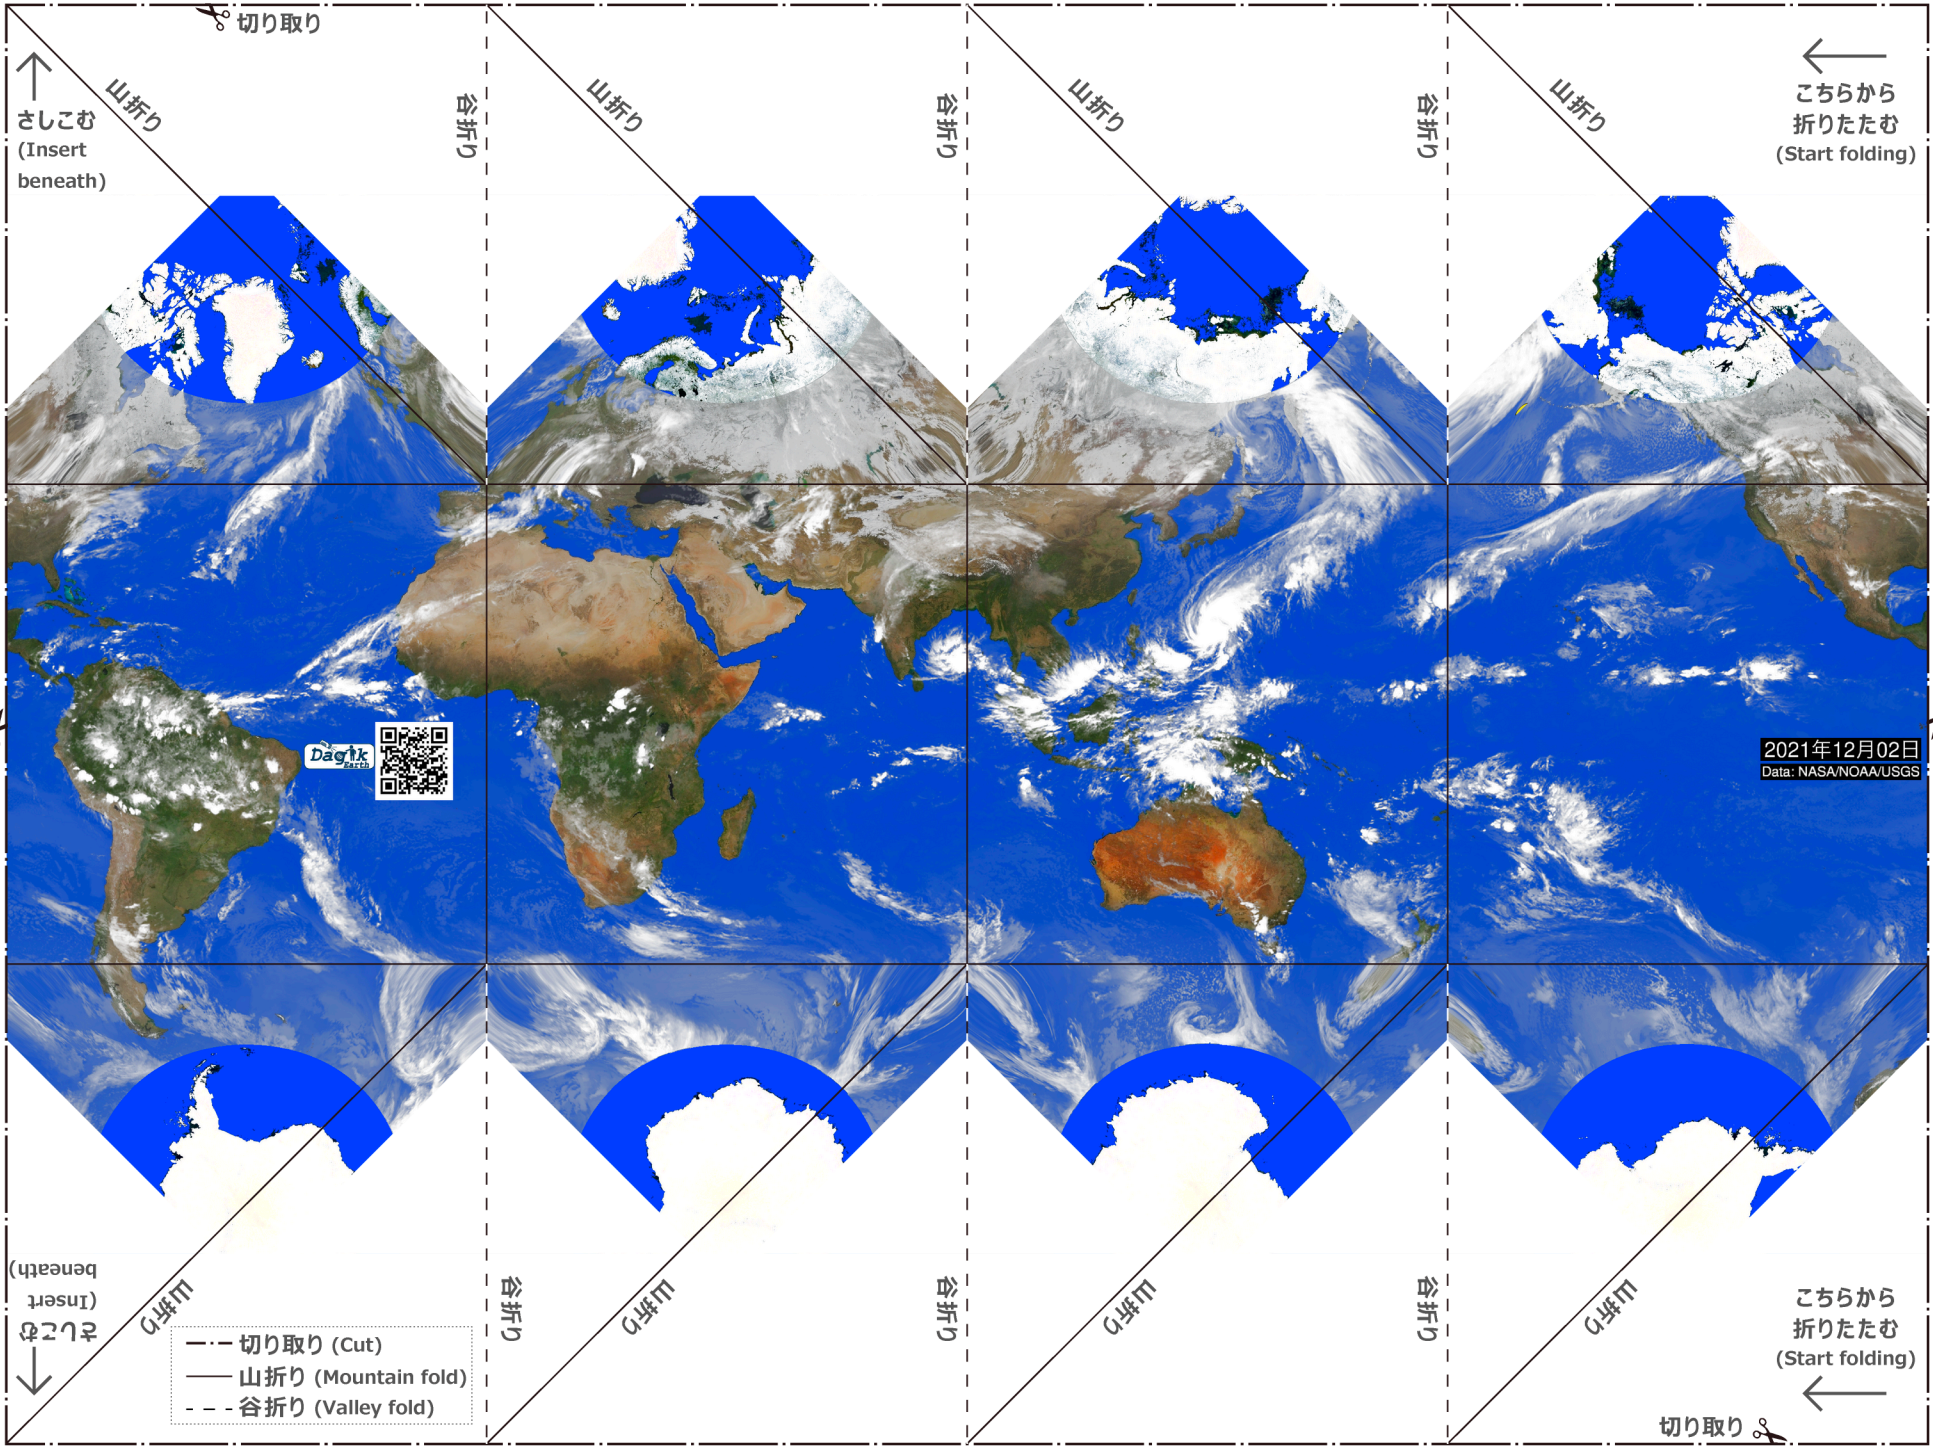 切り取り
山折り
谷折り
山折り
谷折り
山折り
谷折り
山折り
さしこむ
(Insert
beneath)
こちらから
折りたたむ
(Start folding)
Dagik
Earth
2021年12月02日
Data: NASA/NOAA/USGS
さしこむ
(Insert
beneath)
山折り
谷折り
山折り
谷折り
山折り
谷折り
山折り
切り取り (Cut)
山折り (Mountain fold)
谷折り (Valley fold)
こちらから
折りたたむ
(Start folding)
切り取り